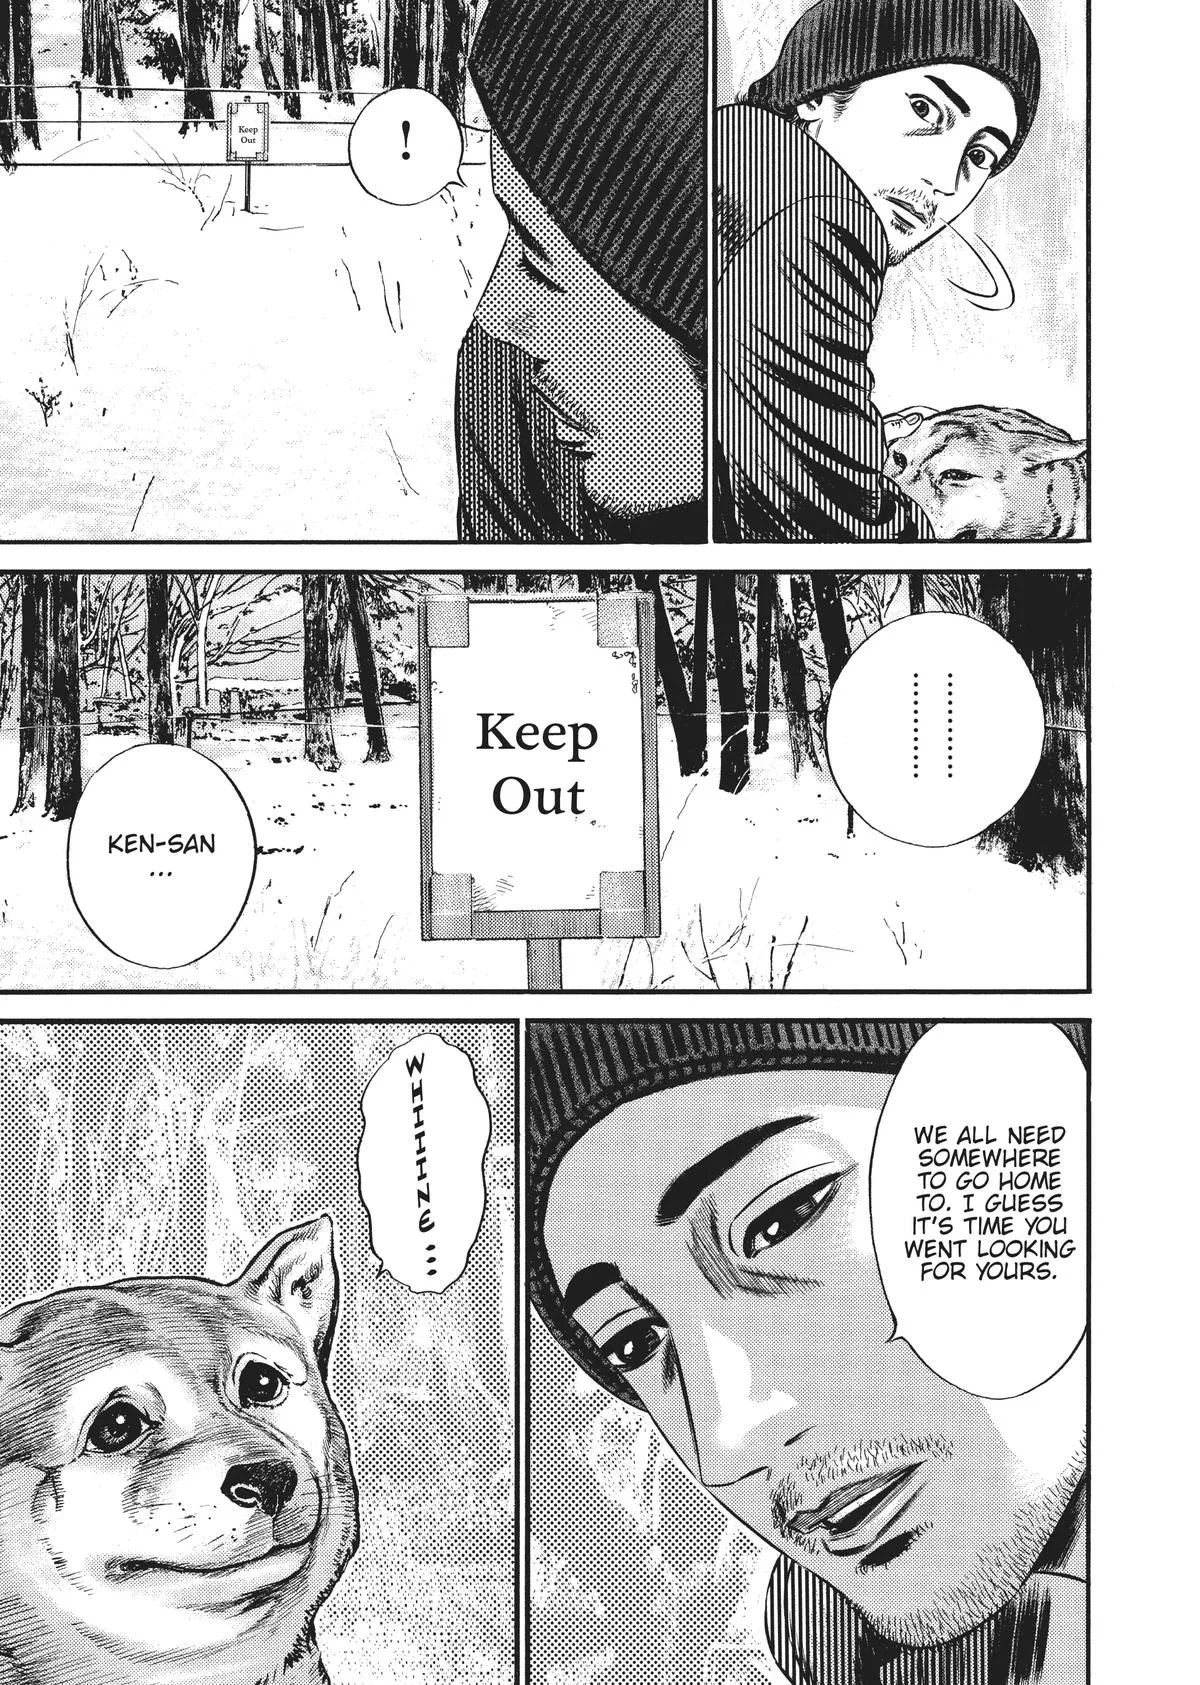 !
Keep
Out
..........
..........
Keep
Out
KEN-SAN
...
WE ALL NEED
SOMEWHERE
TO GO HOME
TO. I GUESS
IT'S TIME YOU
WENT LOOKING
FOR YOURS.
WHIIINE...